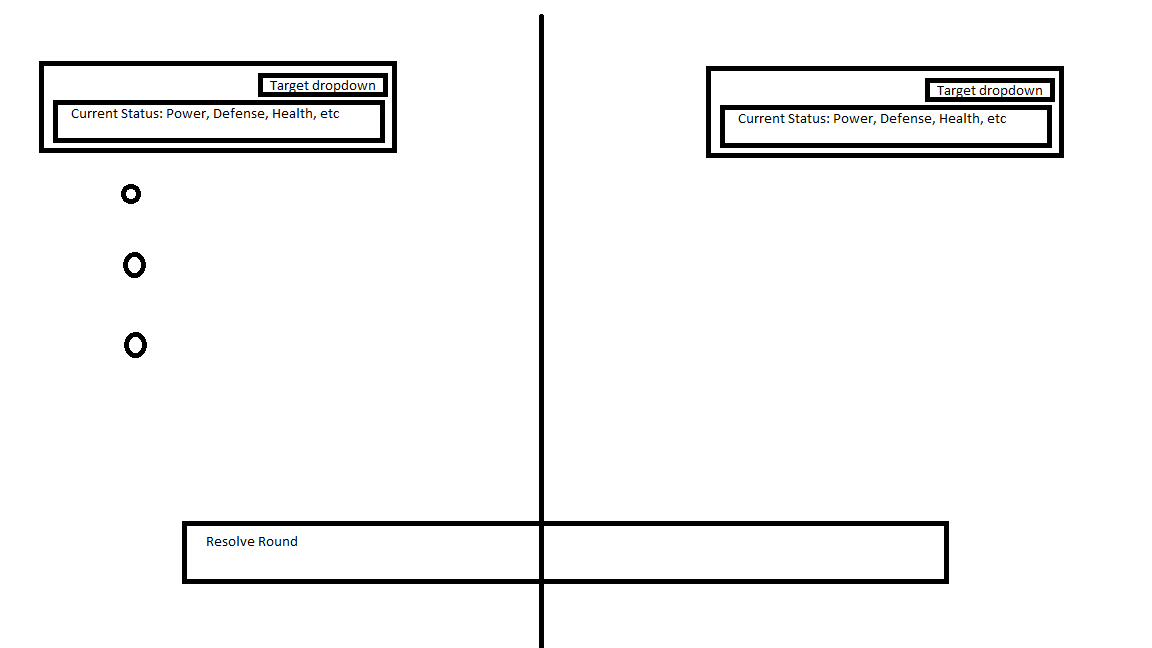 Target dropdown
Current Status: Power, Defense, Health, etc
Target dropdown
Current Status: Power, Defense, Health, etc
Resolve Round